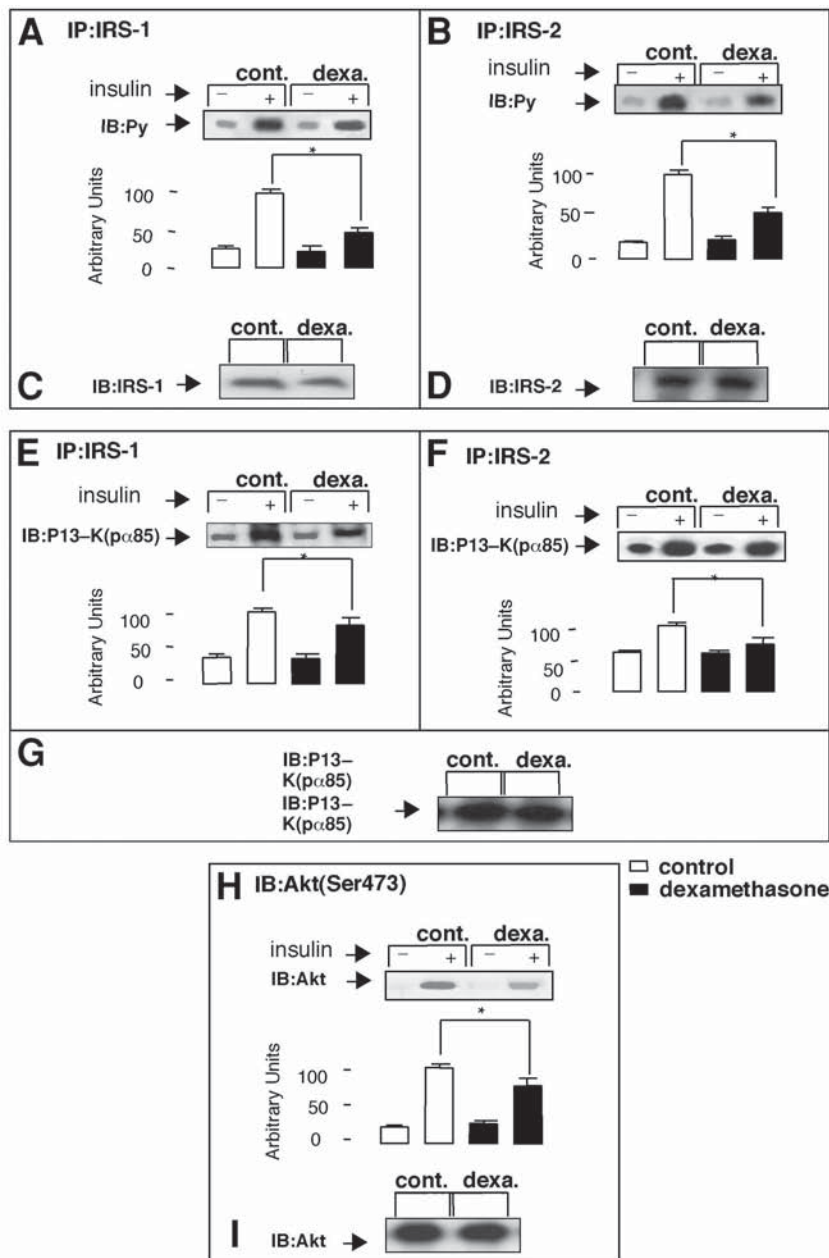 A IP:IRS-1
cont. dexa.
insulin − + − +
IB:Py
*
Arbitrary Units
100
50
0
cont. dexa.
C IB:IRS-1
B IP:IRS-2
cont. dexa.
insulin − + − +
IB:Py
*
Arbitrary Units
100
50
0
cont. dexa.
D IB:IRS-2
E IP:IRS-1
cont. dexa.
insulin − + − +
IB:P13–K(pα85)
*
Arbitrary Units
100
50
0
F IP:IRS-2
cont. dexa.
insulin − + − +
IB:P13–K(pα85)
*
Arbitrary Units
100
50
0
G
IB:P13–
K(pα85)
IB:P13–
K(pα85)
cont. dexa.
control
dexamethasone
H IB:Akt(Ser473)
cont. dexa.
insulin − + − +
IB:Akt
*
Arbitrary Units
100
50
0
cont. dexa.
I IB:Akt